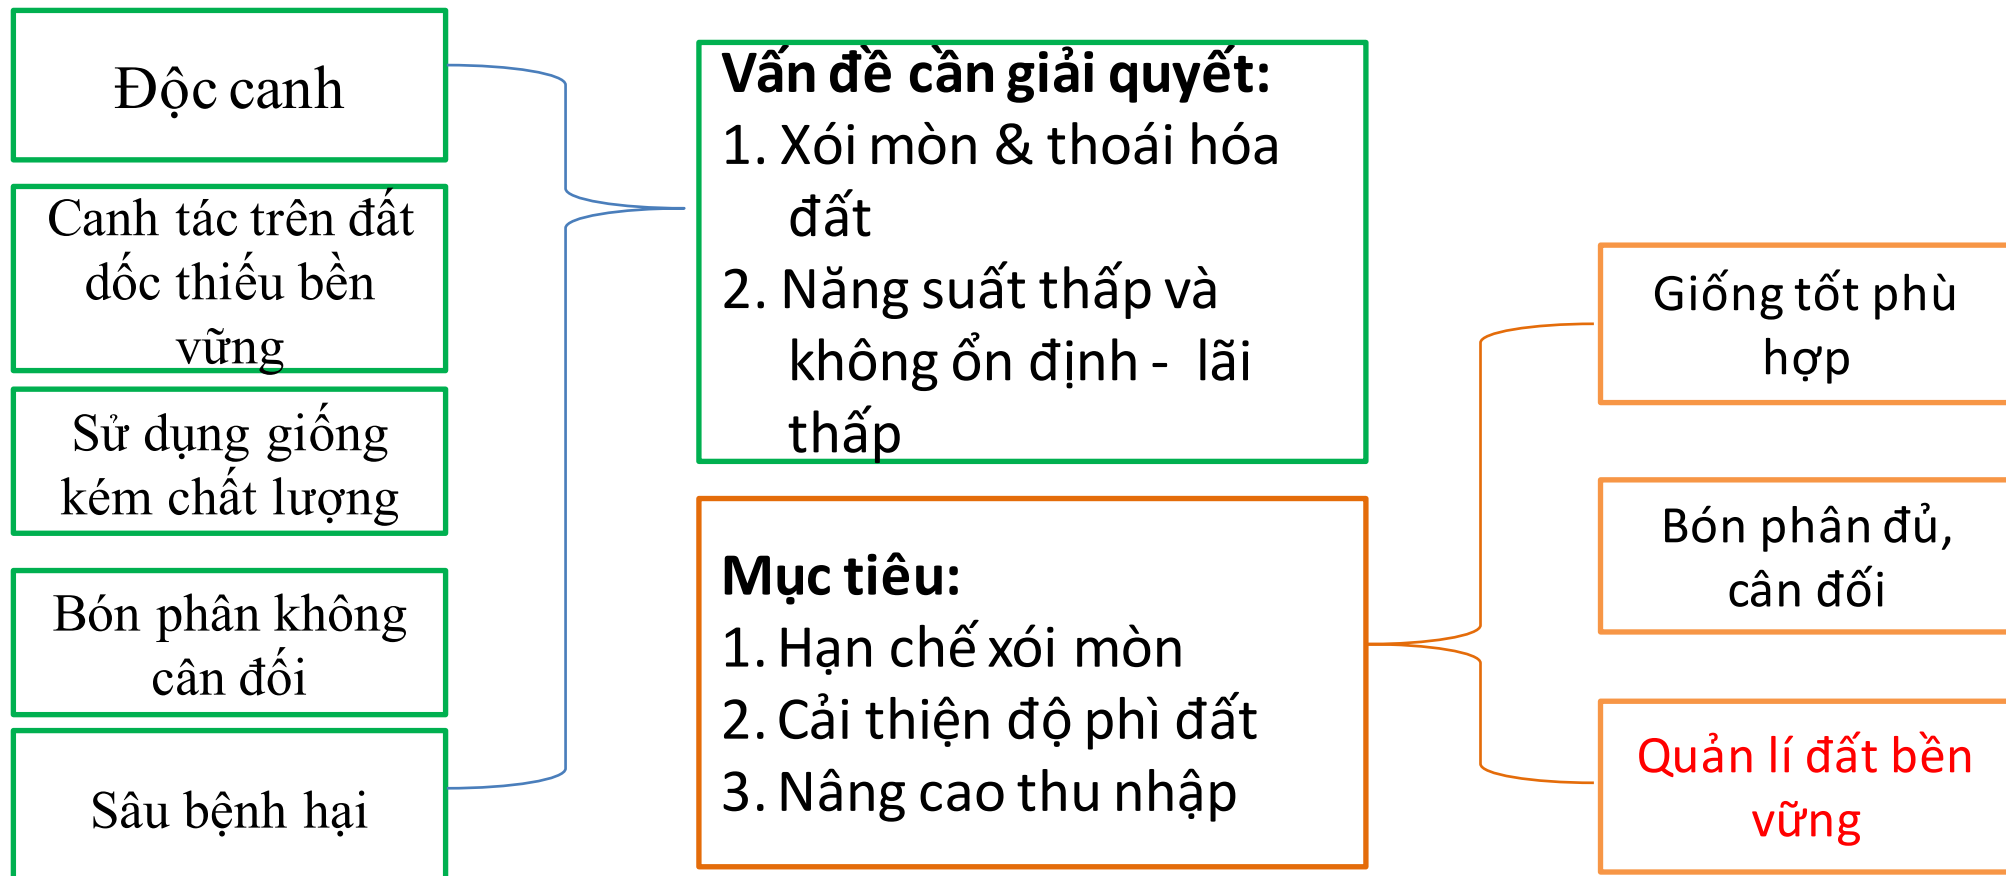 Độc canh
Canh tác trên đất
dốc thiếu bền
vững
Sử dụng giống
kém chất lượng
Bón phân không
cân đối
Sâu bệnh hại
Vấn đề cần giải quyết:
1. Xói mòn & thoái hóa
đất
2. Năng suất thấp và
không ổn định - lãi
thấp
Mục tiêu:
1. Hạn chế xói mòn
2. Cải thiện độ phì đất
3. Nâng cao thu nhập
Giống tốt phù
hợp
Bón phân đủ,
cân đối
Quản lí đất bền
vững